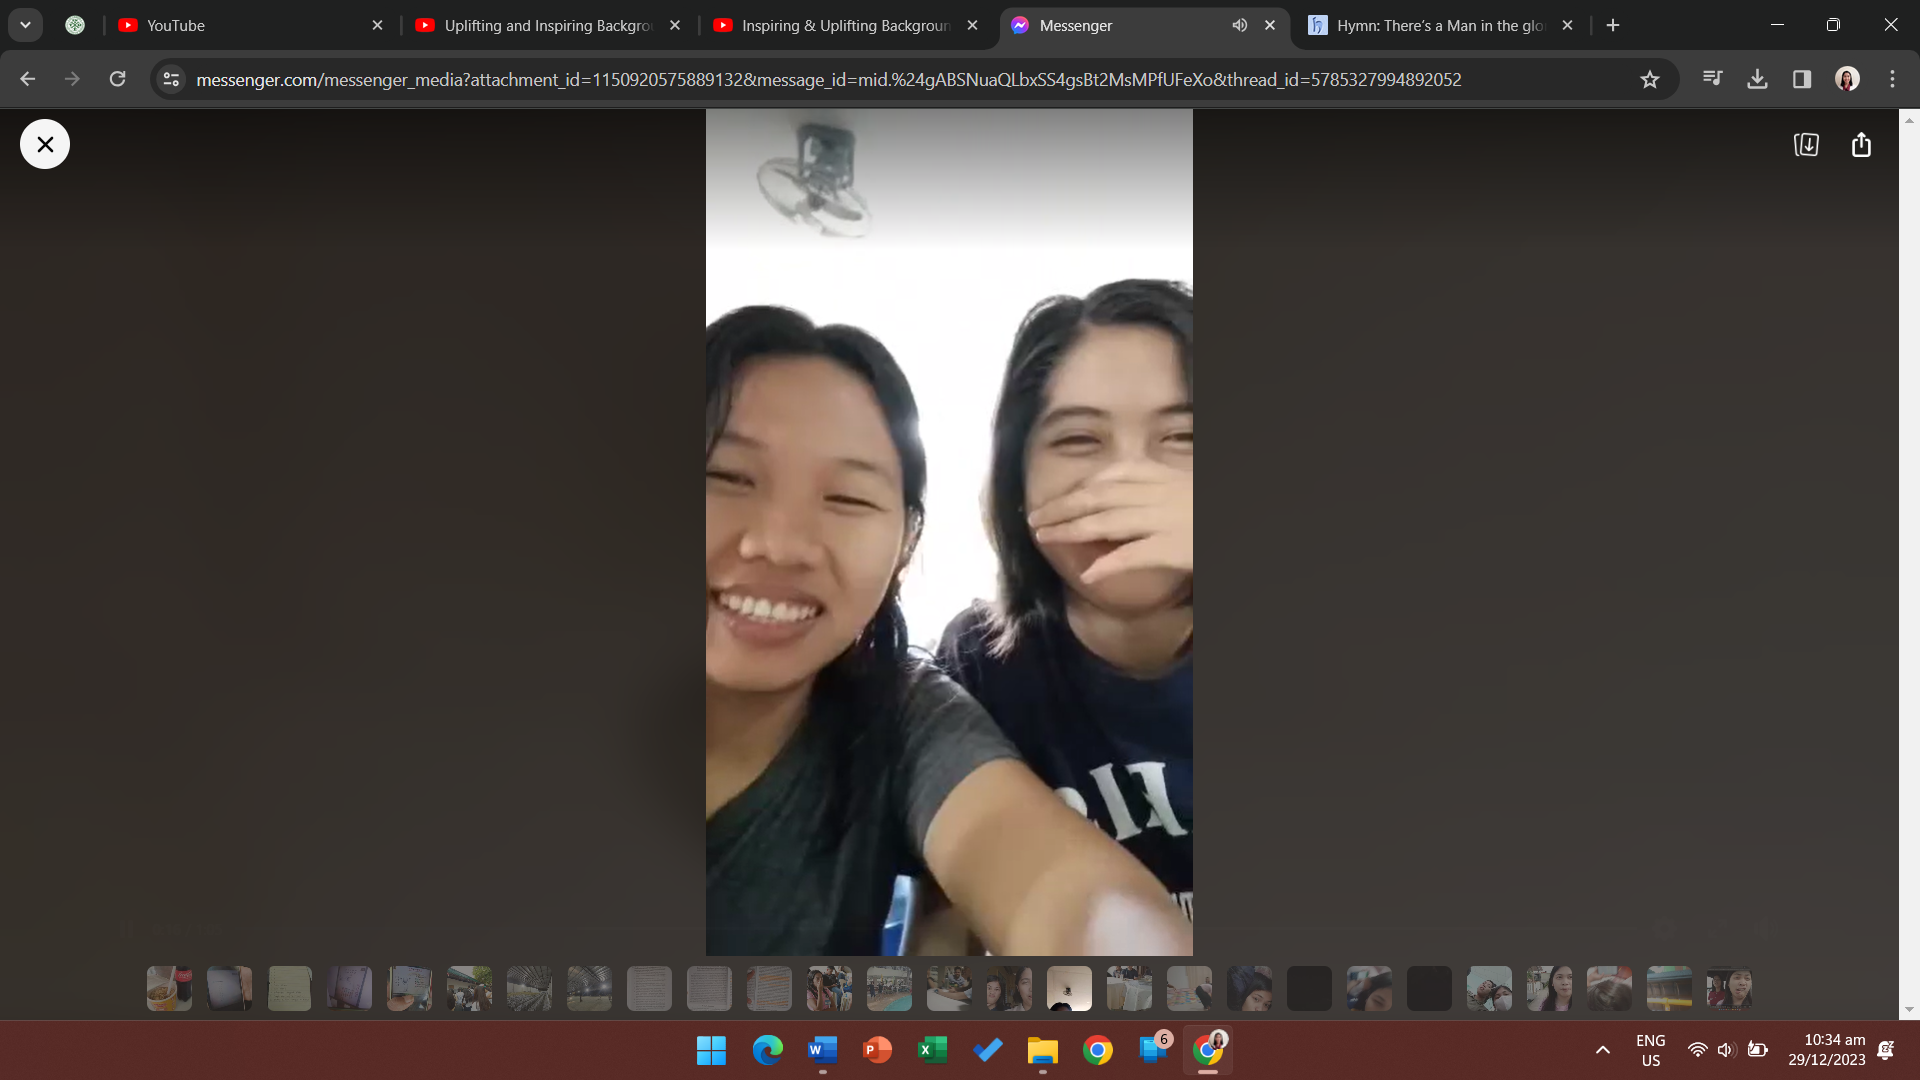 YouTube
Uplifting and Inspiring Backgro
Inspiring & Uplifting Backgroun
Messenger
Hymn: There's a Man in the glo
messenger.com/messenger_media?attachment_id=1150920575889132&message_id=mid.%24gABSNuaQLbxSS4gsBt2MsMPfUFeXo&thread_id=5785327994892052
6
ENG
US
10:34 am
29/12/2023